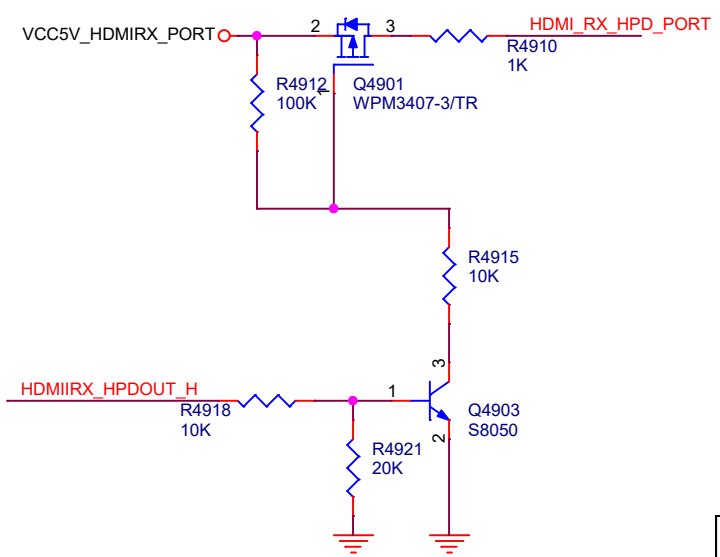 2
3
HDMI_RX_HPD_PORT
VCC5V_HDMIRX_PORT
R4910
1K
R4912
100K
1
Q4901
WPM3407-3/TR
R4915
10K
3
HDMIIRX_HPDOUT_H
1
R4918
10K
Q4903
S8050
2
R4921
20K